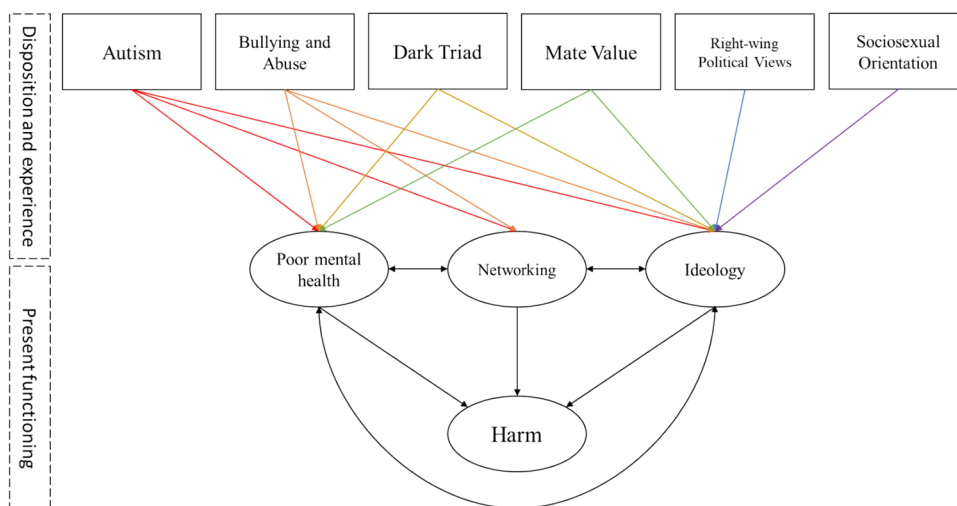 Disposition and experience
Autism
Bullying and
Abuse
Dark Triad
Mate Value
Right-wing
Political Views
Sociosexual
Orientation
Present functioning
Poor mental
health
Networking
Ideology
Harm